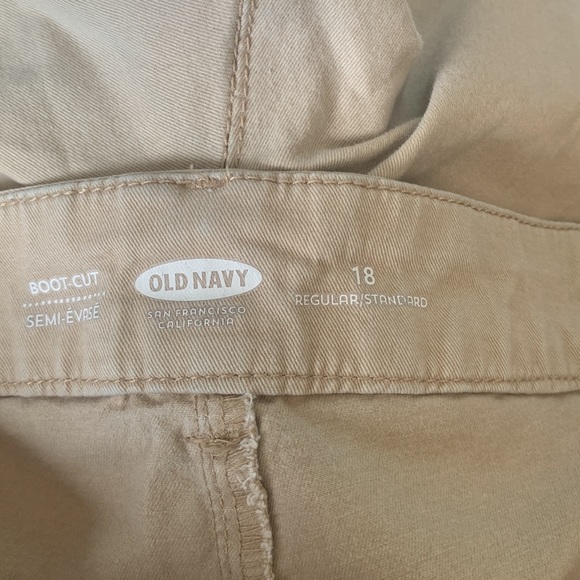 BOOT-CUT
SEMI-ÉVASÉ
OLD NAVY
SAN FRANCISCO
CALIFORNIA
18
REGULAR/STANDARD